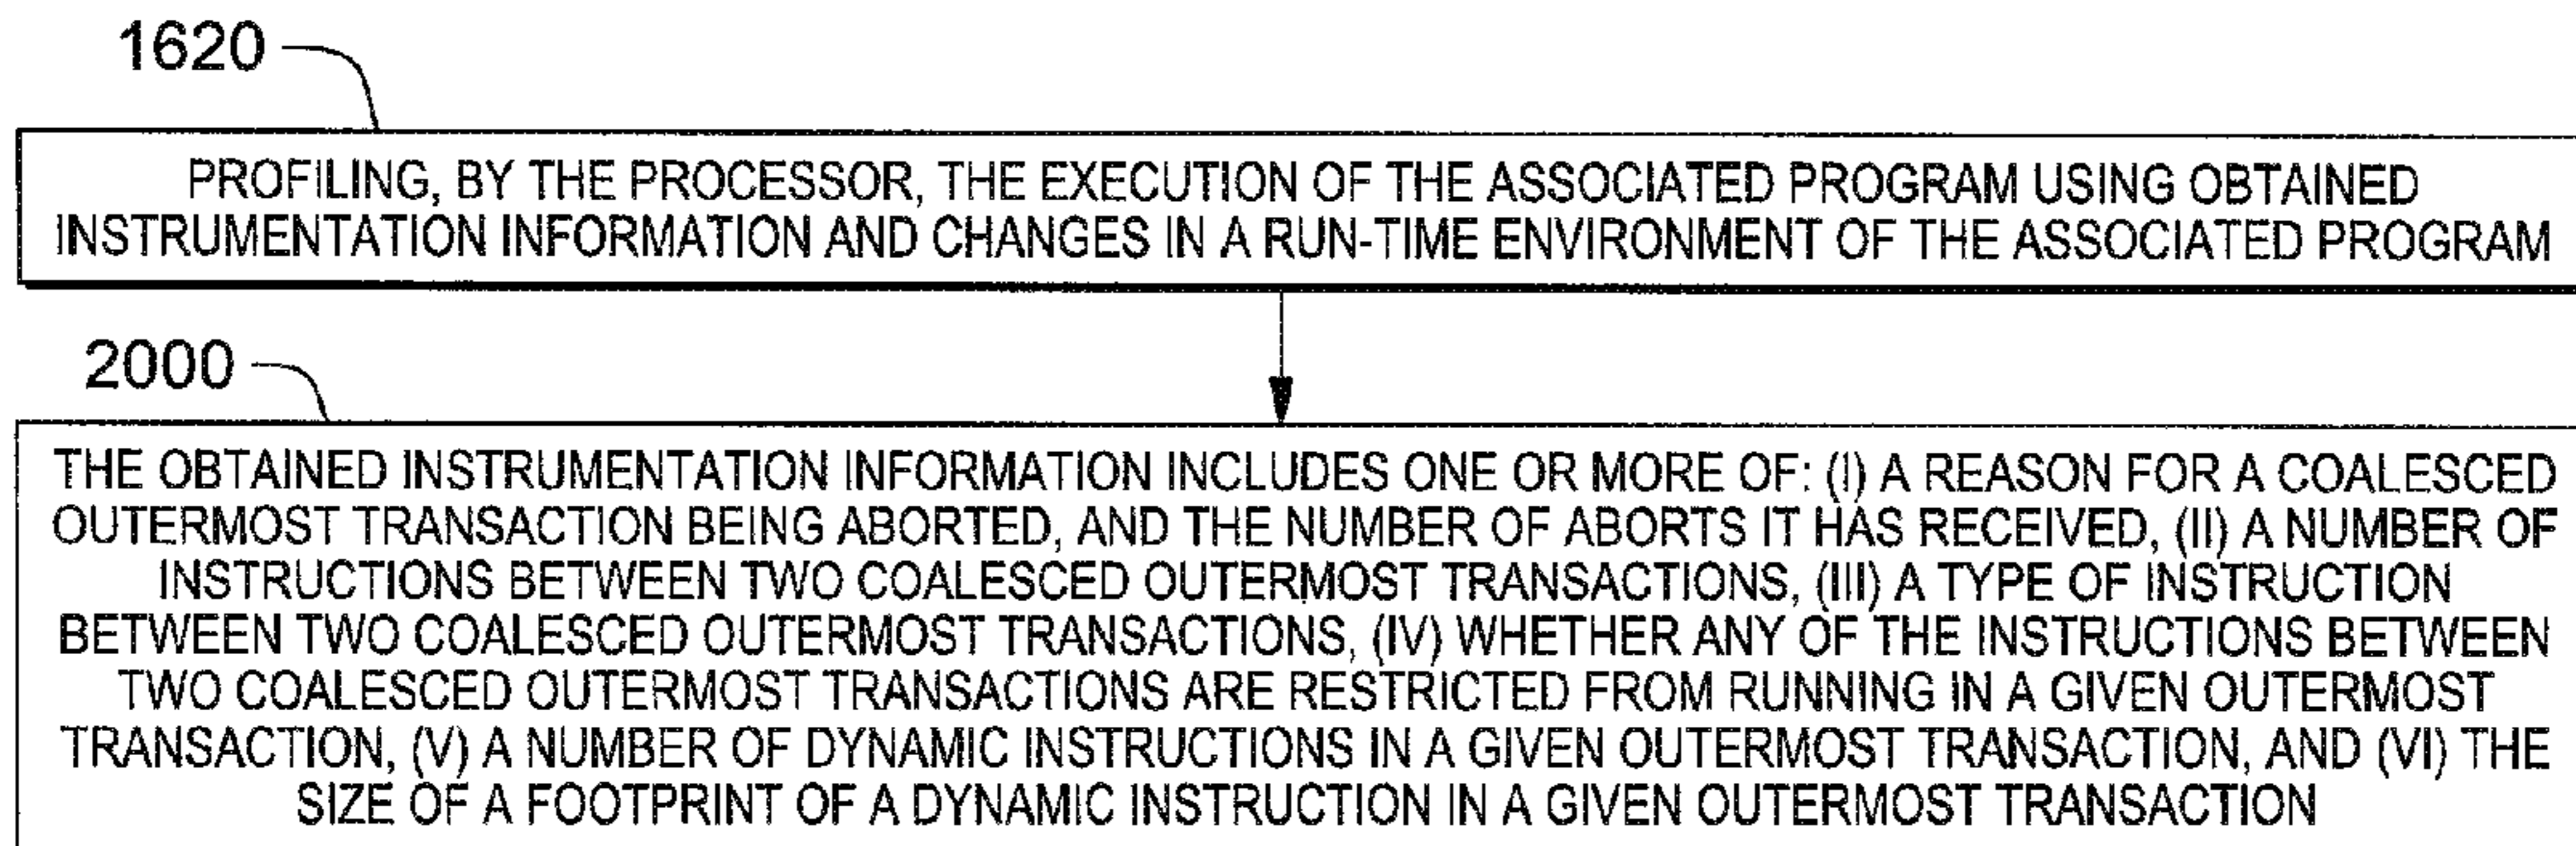 1620
PROFILING, BY THE PROCESSOR, THE EXECUTION OF THE ASSOCIATED PROGRAM USING OBTAINED
INSTRUMENTATION INFORMATION AND CHANGES IN A RUN-TIME ENVIRONMENT OF THE ASSOCIATED PROGRAM
2000
THE OBTAINED INSTRUMENTATION INFORMATION INCLUDES ONE OR MORE OF: (I) A REASON FOR A COALESCED
OUTERMOST TRANSACTION BEING ABORTED, AND THE NUMBER OF ABORTS IT HAS RECEIVED, (II) A NUMBER OF
INSTRUCTIONS BETWEEN TWO COALESCED OUTERMOST TRANSACTIONS, (III) A TYPE OF INSTRUCTION
BETWEEN TWO COALESCED OUTERMOST TRANSACTIONS, (IV) WHETHER ANY OF THE INSTRUCTIONS BETWEEN
TWO COALESCED OUTERMOST TRANSACTIONS ARE RESTRICTED FROM RUNNING IN A GIVEN OUTERMOST
TRANSACTION, (V) A NUMBER OF DYNAMIC INSTRUCTIONS IN A GIVEN OUTERMOST TRANSACTION, AND (VI) THE
SIZE OF A FOOTPRINT OF A DYNAMIC INSTRUCTION IN A GIVEN OUTERMOST TRANSACTION